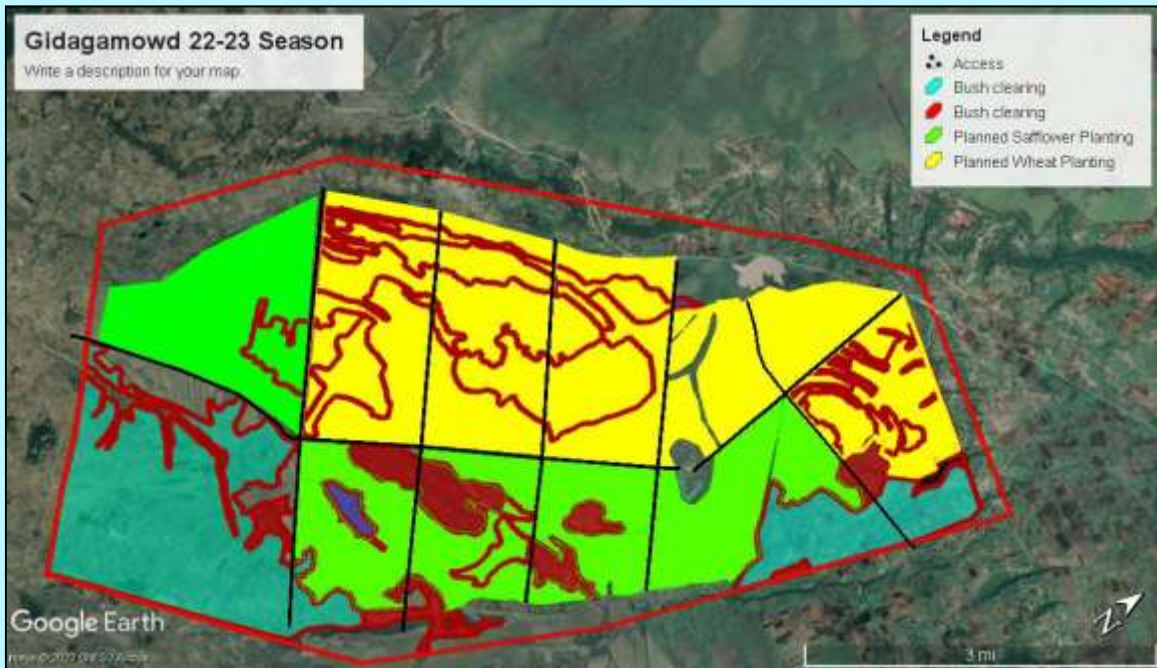 Gidagamowd 22-23 Season
Write a description for your map.
Legend
Access
Bush clearing
Bush clearing
Planned Safflower Planting
Planned Wheat Planting
Google Earth
N
3 mi